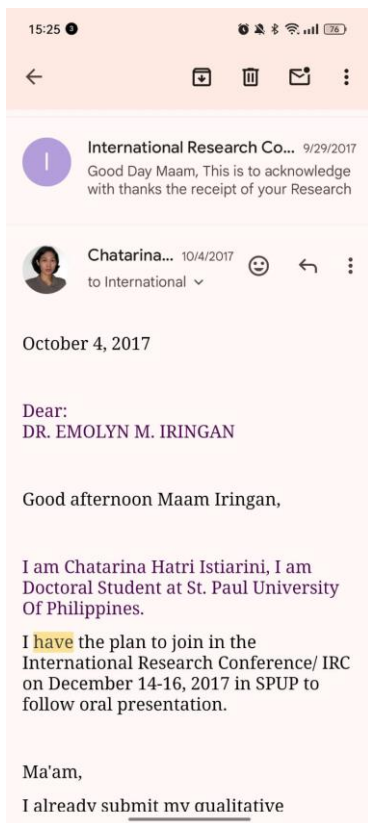 15:25 3
76
I
International Research Co... 9/29/2017
Good Day Maam, This is to acknowledge
with thanks the receipt of your Research
Chatarina... 10/4/2017
to International
October 4, 2017
Dear:
DR. EMOLYN M. IRINGAN
Good afternoon Maam Iringan,
I am Chatarina Hatri Istiarini, I am
Doctoral Student at St. Paul University
Of Philippines.
I have the plan to join in the
International Research Conference/ IRC
on December 14-16, 2017 in SPUP to
follow oral presentation.
Ma'am,
I already submit my qualitative